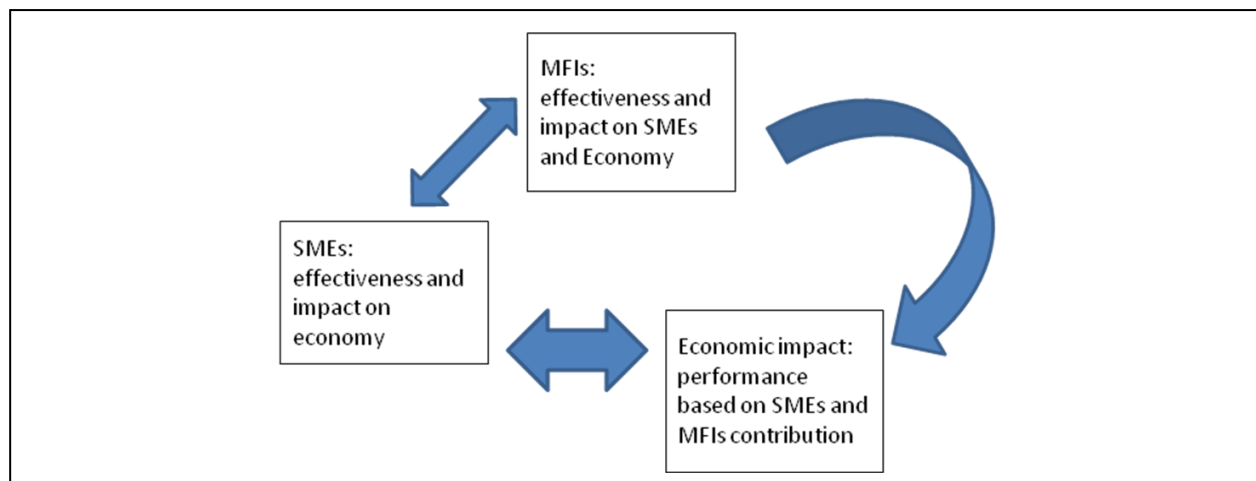 MFIs:
effectiveness and
impact on SMEs
and Economy
SMEs:
effectiveness and
impact on
economy
Economic impact:
performance
based on SMEs and
MFIs contribution